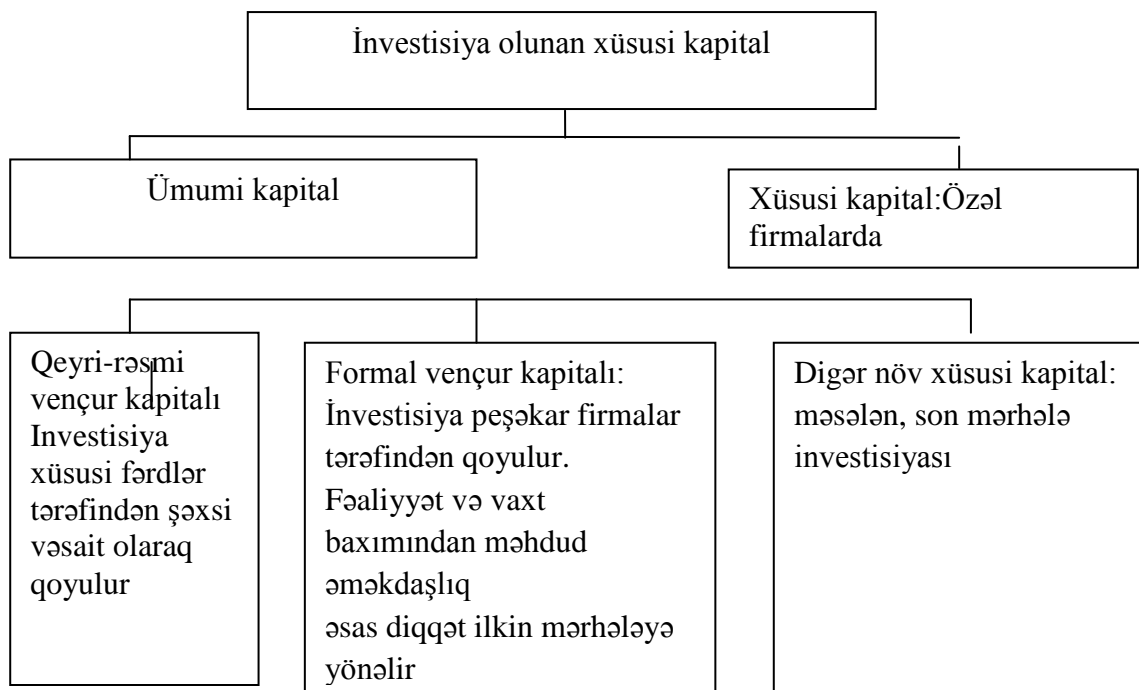 İnvestisiya olunan xüsusi kapital
Ümumi kapital
Xüsusi kapital:Özəl
firmalarda
Qeyri-rəsmi
vençur kapitalı
Investisiya
xüsusi fərdlər
tərəfindən şəxsi
vəsait olaraq
qoyulur
Formal vençur kapitalı:
İnvestisiya peşəkar firmalar
tərəfindən qoyulur.
Fəaliyyət və vaxt
baxımından məhdud
əməkdaşlıq
əsas diqqət ilkin mərhələyə
yönəlir
Digər növ xüsusi kapital:
məsələn, son mərhələ
investisiyası